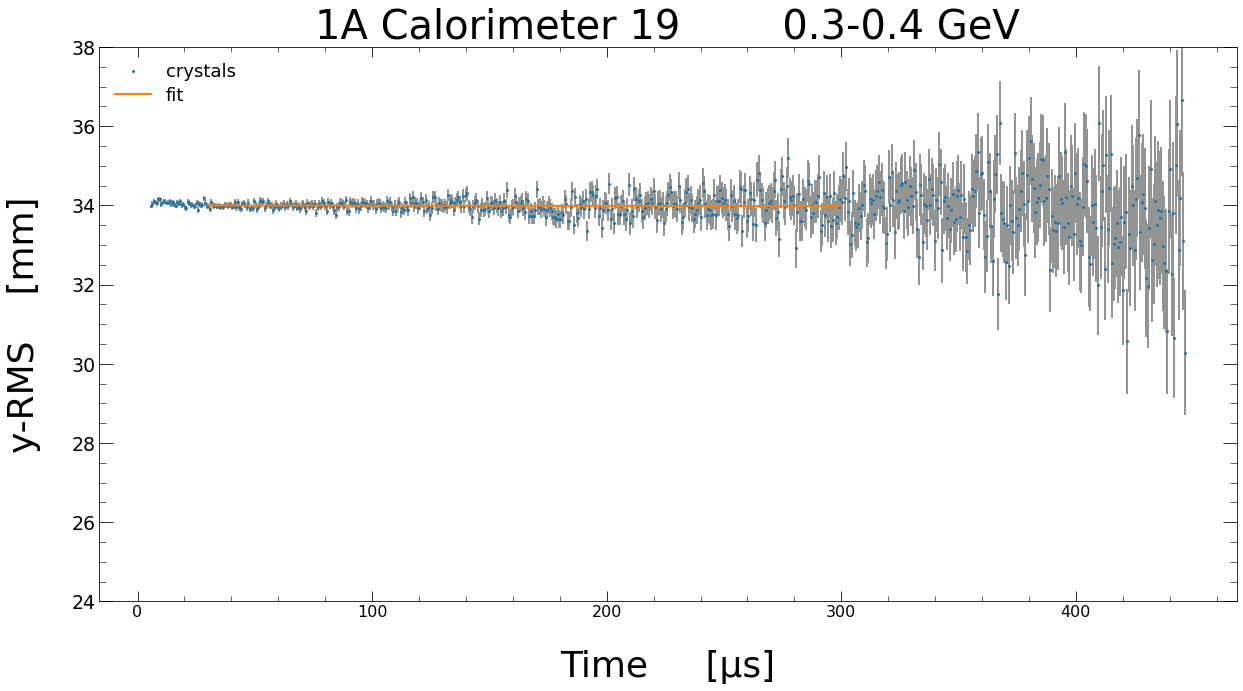 1A Calorimeter 19 0.3-0.4 GeV
crystals
fit
y-RMS [mm]
38
36
34
32
30
28
26
24
0 100 200 300 400
Time [μs]